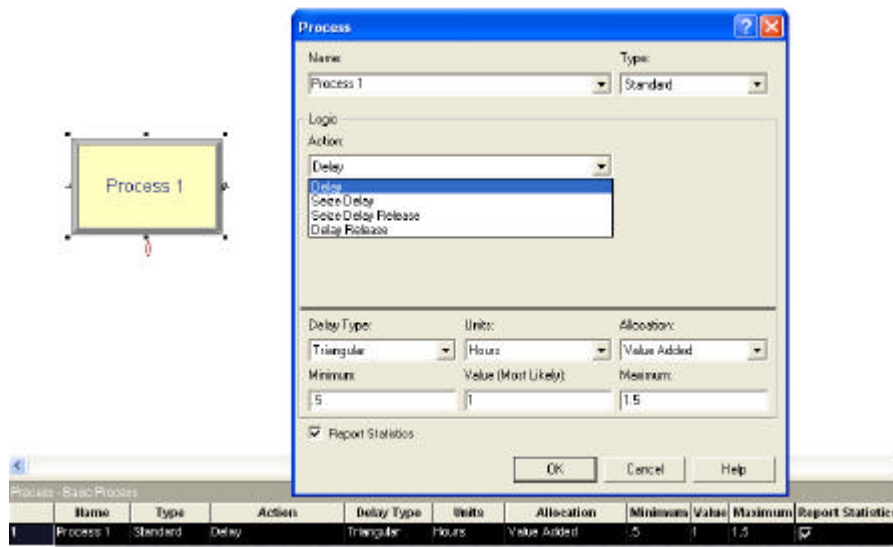 Process
Name: Type:
Process 1 Standard
Logic
Action:
Delay
Delay
Seize Delay
Seize Delay Release
Delay Release
Process 1
0
Delay Type: Units: Allocation:
Triangular Hours Value Added
Minimum: Value (Most Likely): Maximum:
.5 1 1.5
Report Statistics
OK Cancel Help
Process - Basic Process
Name Type Action Delay Type Units Allocation Minimum Value Maximum Report Statistic
1 Process 1 Standard Delay Triangular Hours Value Added .5 1 1.5